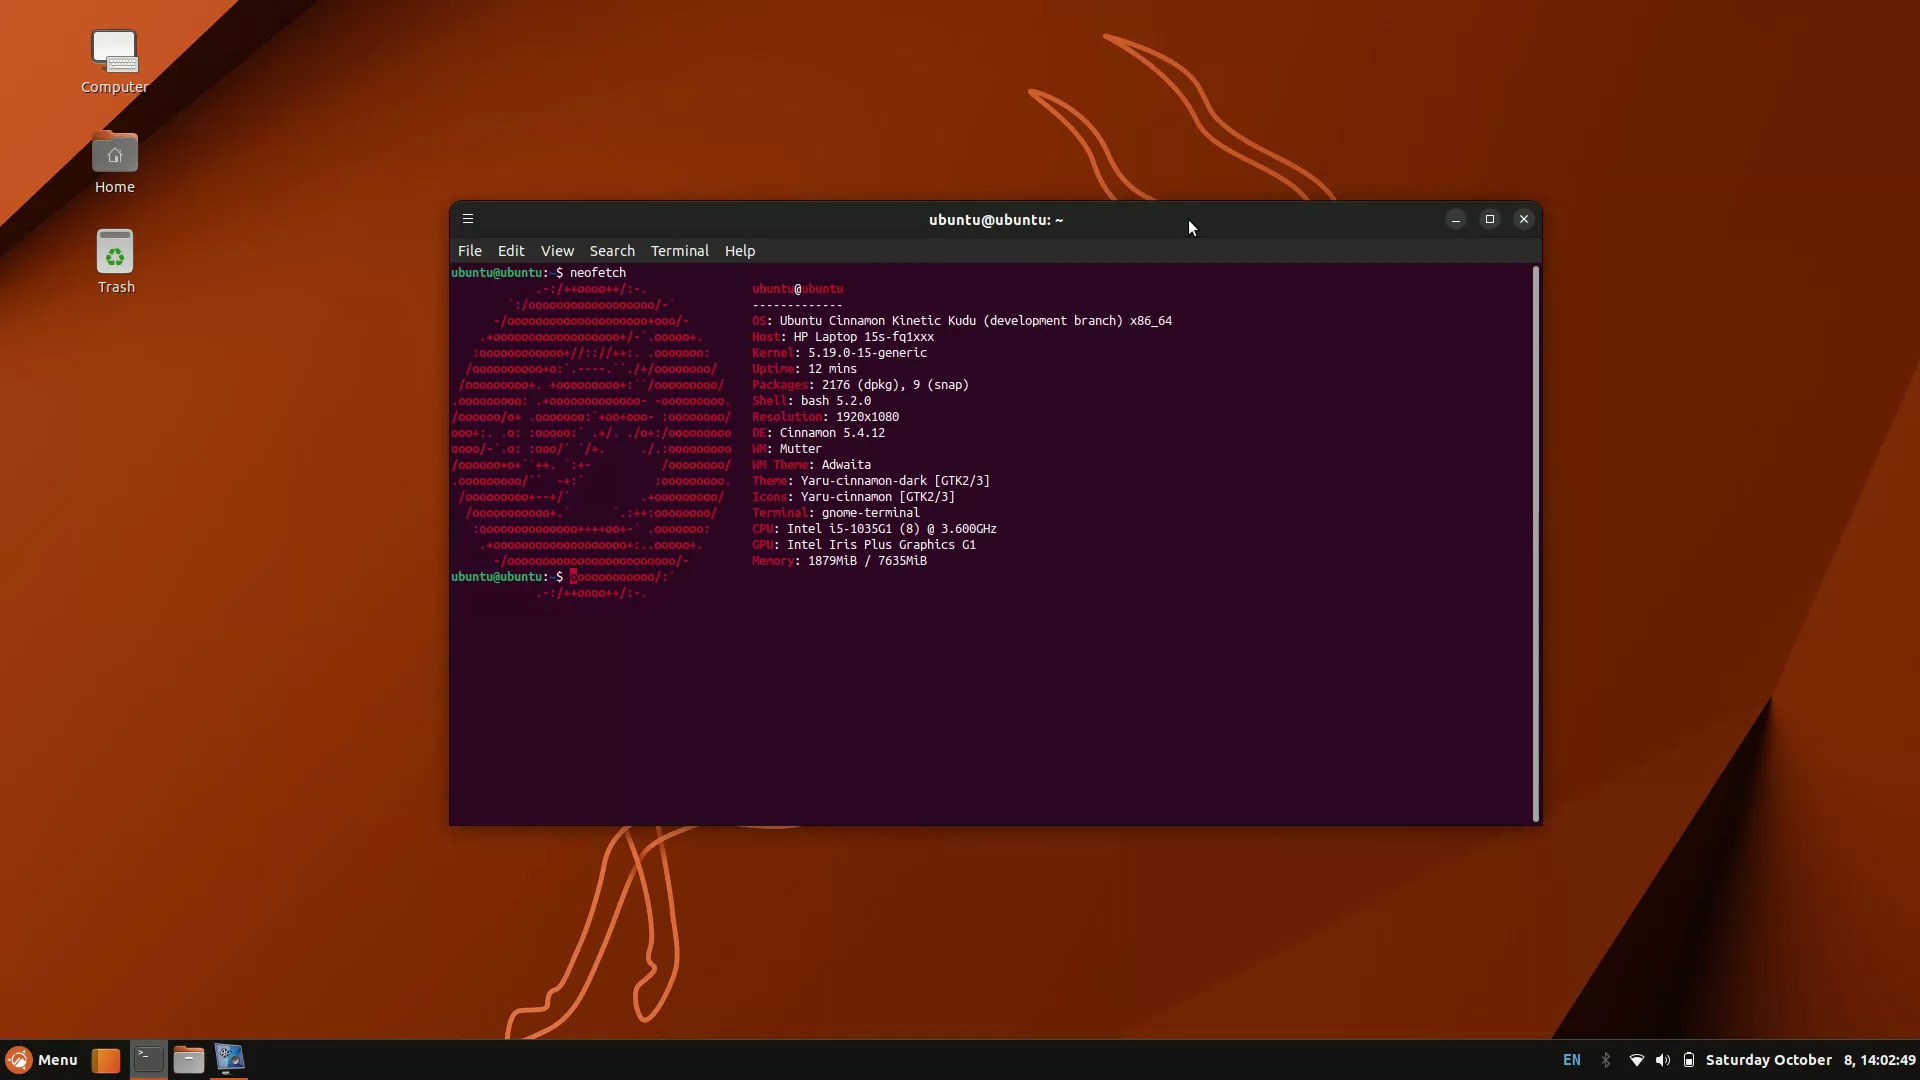 Computer
Home
Trash
ubuntu@ubuntu: ~
File Edit View Search Terminal Help
ubuntu@ubuntu:~$ neofetch
ubuntu@ubuntu
-------------
OS: Ubuntu Cinnamon Kinetic Kudu (development branch) x86_64
Host: HP Laptop 15s-fq1xxx
Kernel: 5.19.0-15-generic
Uptime: 12 mins
Packages: 2176 (dpkg), 9 (snap)
Shell: bash 5.2.0
Resolution: 1920x1080
DE: Cinnamon 5.4.12
WM: Mutter
WM Theme: Adwaita
Theme: Yaru-cinnamon-dark [GTK2/3]
Icons: Yaru-cinnamon [GTK2/3]
Terminal: gnome-terminal
CPU: Intel i5-1035G1 (8) @ 3.600GHz
GPU: Intel Iris Plus Graphics G1
Memory: 1879MiB / 7635MiB
ubuntu@ubuntu:~$
Menu
EN
Saturday October 8, 14:02:49